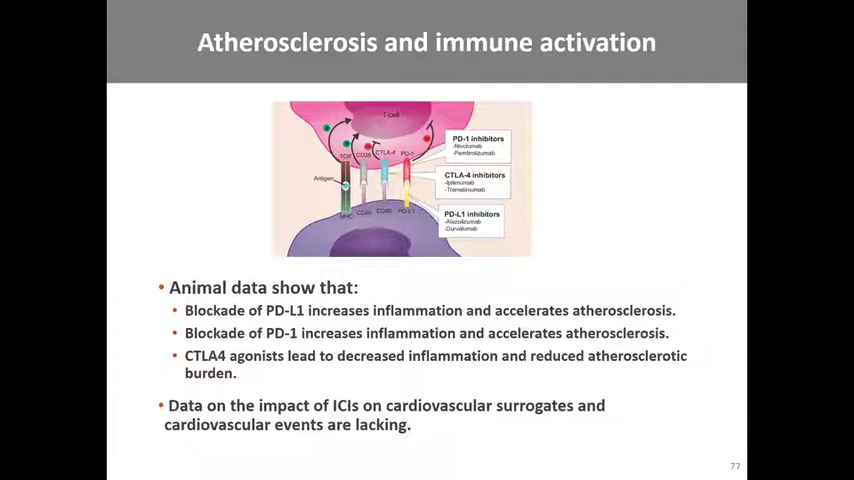 Atherosclerosis and immune activation
T-cell
TCR CD28 CTLA-4 PD-1
Antigen
MHC CD80 CD80 PD-L1
PD-1 inhibitors
-Nivolumab
-Pembrolizumab
CTLA-4 inhibitors
-Ipilimumab
-Tremelimumab
PD-L1 inhibitors
-Durvalumab
• Animal data show that:
• Blockade of PD-L1 increases inflammation and accelerates atherosclerosis.
• Blockade of PD-1 increases inflammation and accelerates atherosclerosis.
• CTLA4 agonists lead to decreased inflammation and reduced atherosclerotic
burden.
• Data on the impact of ICIs on cardiovascular surrogates and
cardiovascular events are lacking.
77